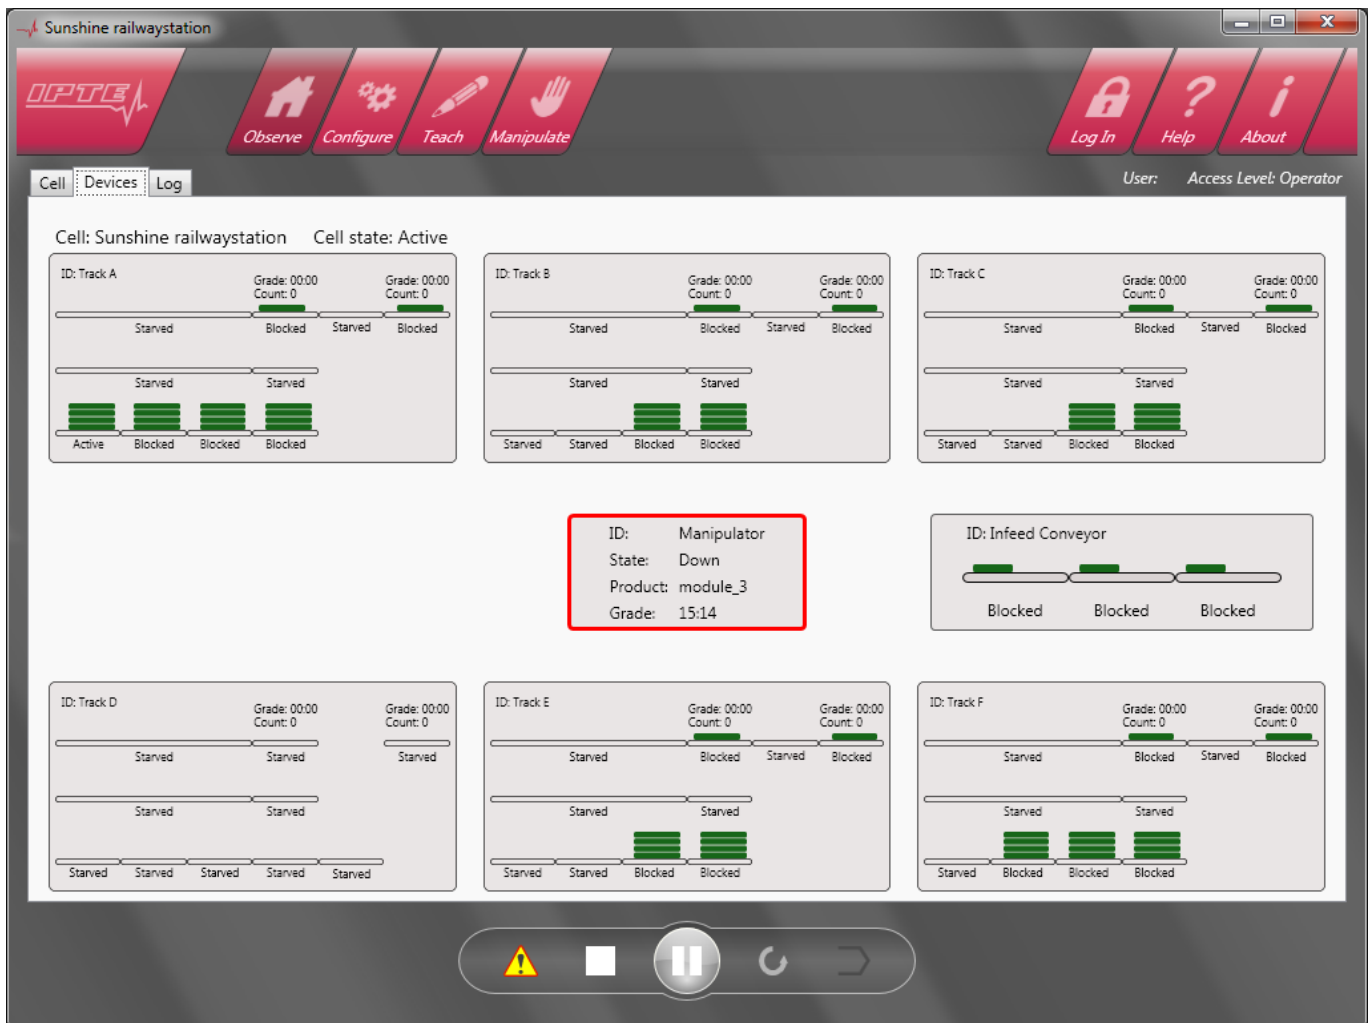 Sunshine railwaystation
IPTE
Observe Configure Teach Manipulate Log In Help About
Cell Devices Log User: Access Level: Operator
Cell: Sunshine railwaystation Cell state: Active
ID: Track A
Grade: 00:00 Grade: 00:00
Count: 0 Count: 0
Starved Blocked Starved Blocked
Starved Starved
Active Blocked Blocked Blocked
ID: Track B
Grade: 00:00 Grade: 00:00
Count: 0 Count: 0
Starved Blocked Starved Blocked
Starved Starved
Starved Starved Blocked Blocked
ID: Track C
Grade: 00:00 Grade: 00:00
Count: 0 Count: 0
Starved Blocked Starved Blocked
Starved Starved
Starved Starved Blocked Blocked
ID: Manipulator
State: Down
Product: module_3
Grade: 15:14
ID: Infeed Conveyor
Blocked Blocked Blocked
ID: Track D
Grade: 00:00 Grade: 00:00
Count: 0 Count: 0
Starved Starved Starved
Starved Starved
Starved Starved Starved Starved Starved
ID: Track E
Grade: 00:00 Grade: 00:00
Count: 0 Count: 0
Starved Blocked Starved Blocked
Starved Starved
Starved Starved Blocked Blocked
ID: Track F
Grade: 00:00 Grade: 00:00
Count: 0 Count: 0
Starved Blocked Starved Blocked
Starved Starved
Starved Blocked Blocked Blocked